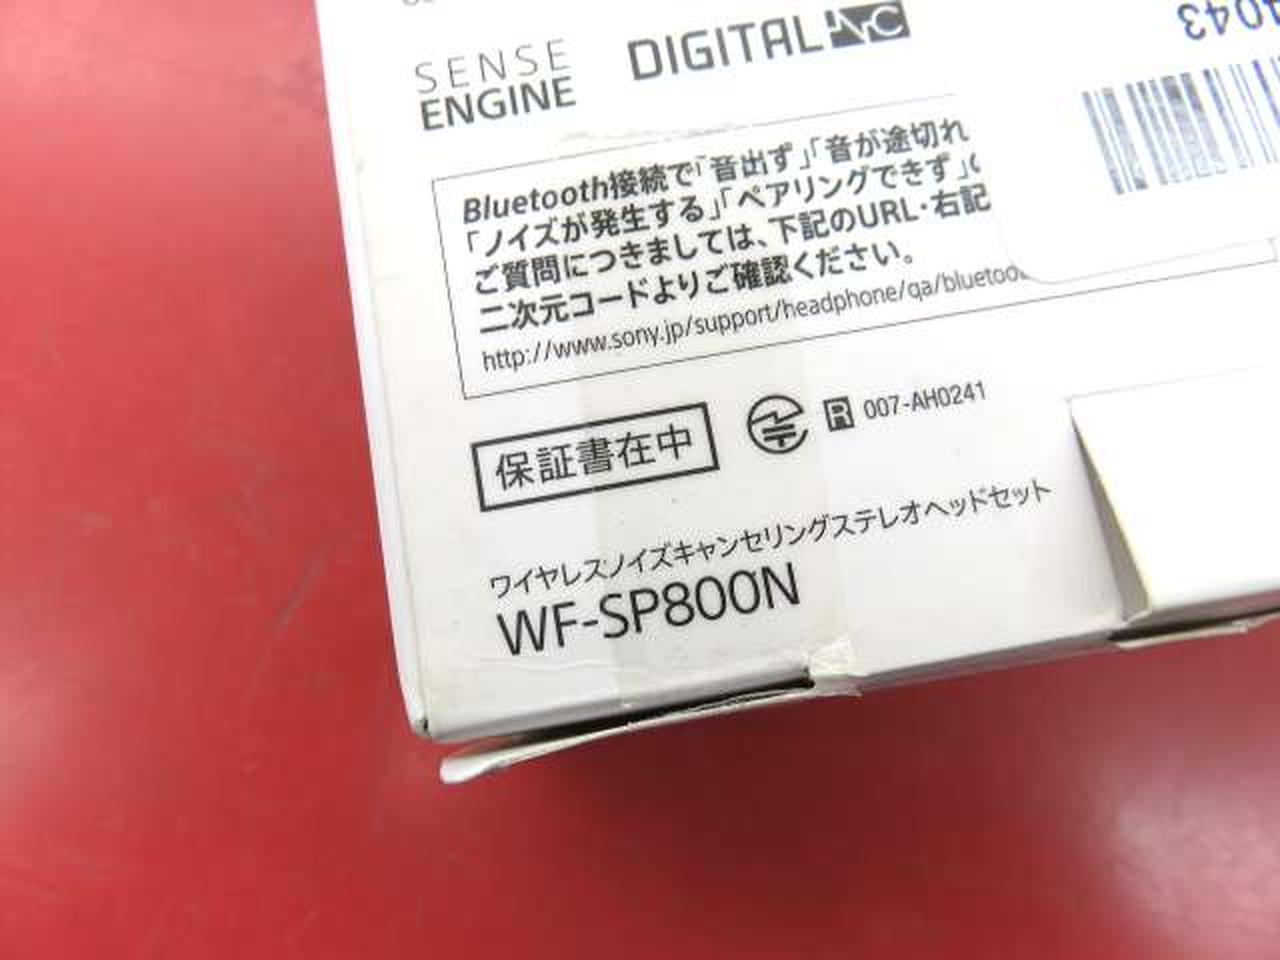 SENSE
ENGINE
DIGITAL NC
4043
Bluetooth接続で「音出ず」「音が途切れ
「ノイズが発生する」「ペアリングできず」
ご質問につきましては、下記のURL・右記
二次元コードよりご確認ください。
http://www.sony.jp/support/headphone/qa/bluetoo
保証書在中
R 007-AH0241
ワイヤレスノイズキャンセリングステレオヘッドセット
WF-SP800N